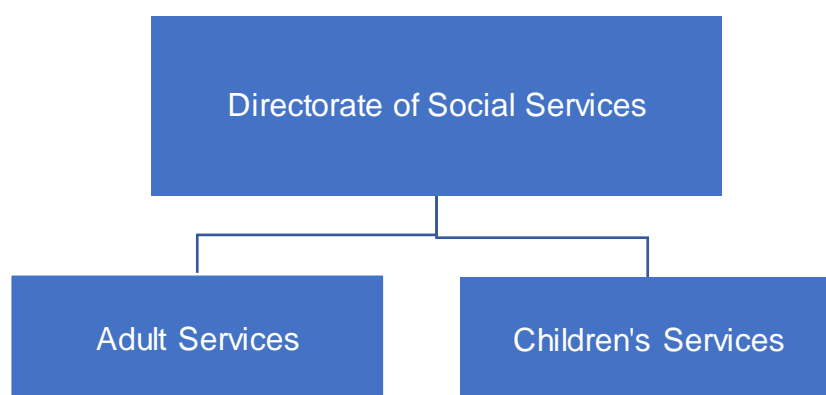 Directorate of Social Services
Adult Services
Children's Services